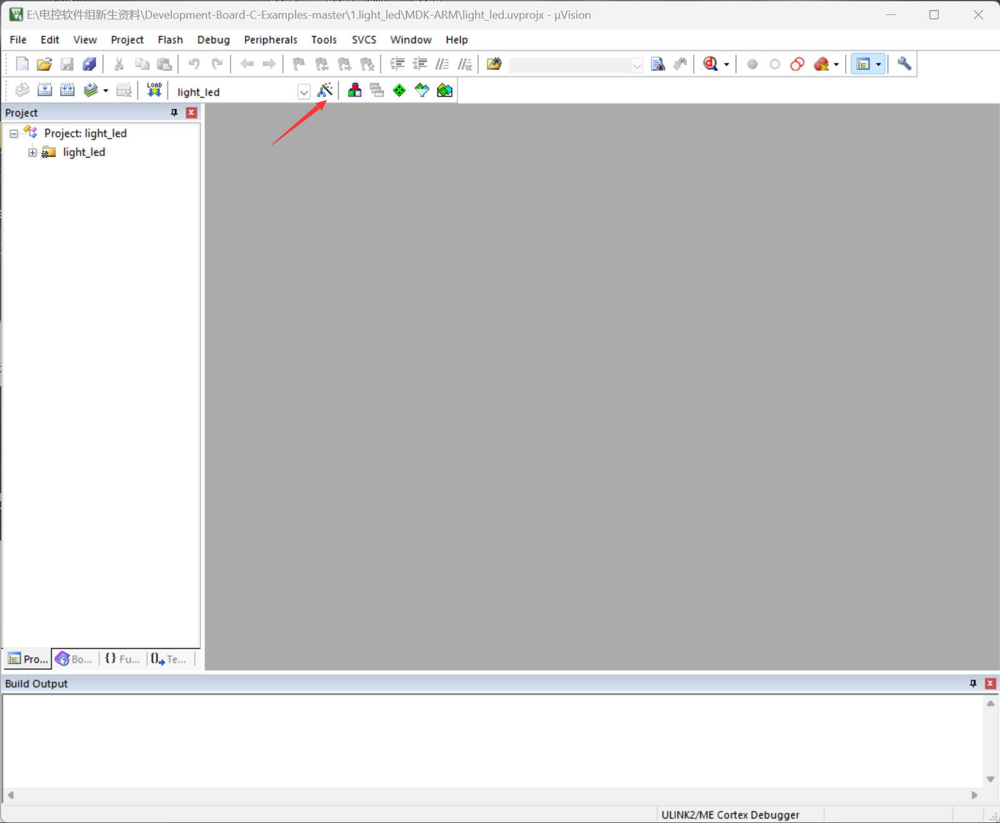 E:\电控软件组新生资料\Development-Board-C-Examples-master\1.light_led\MDK-ARM\light_led.uvprojx - µVision
File Edit View Project Flash Debug Peripherals Tools SVCS Window Help
LOAD
light_led
Project
Project: light_led
light_led
Pro... Bo... {} Fu... Te...
Build Output
ULINK2/ME Cortex Debugger